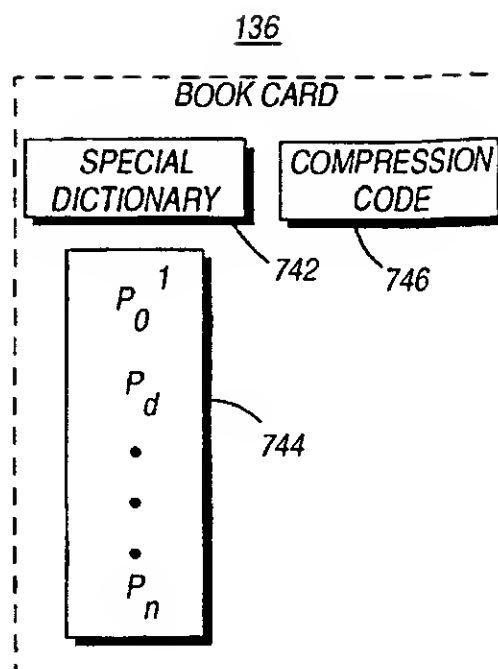 136
BOOK CARD
SPECIAL
DICTIONARY
COMPRESSION
CODE
742
746
P0 1
Pd
744
Pn